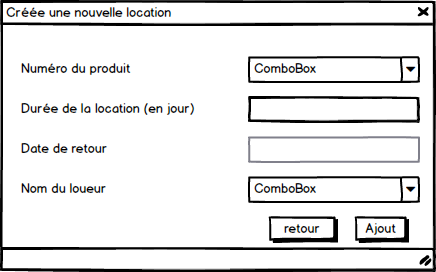 Créée une nouvelle location
Numéro du produit ComboBox
Durée de la location (en jour)
Date de retour
Nom du loueur ComboBox
retour Ajout